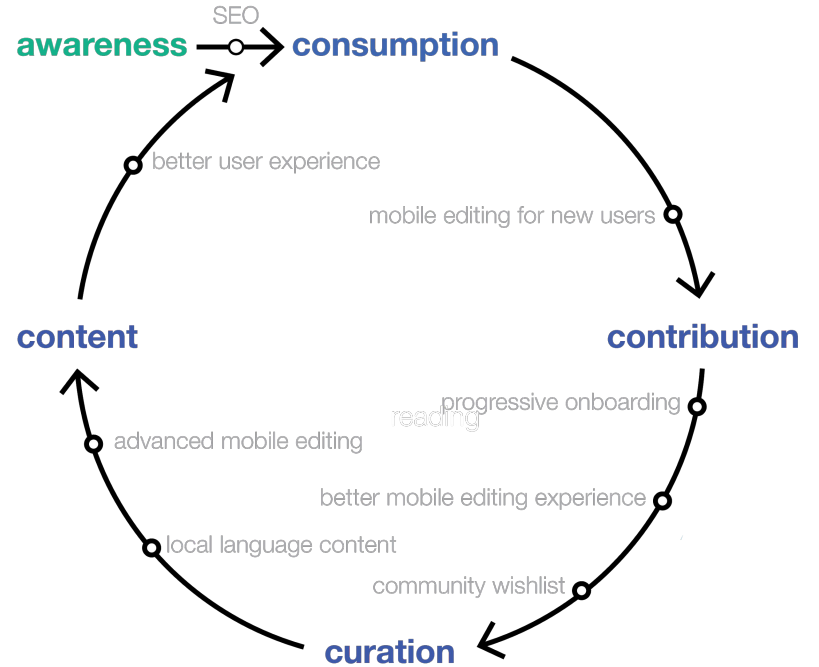 SEO
awareness
consumption
better user experience
mobile editing for new users
content
contribution
progressive onboarding
reading
advanced mobile editing
better mobile editing experience
local language content
community wishlist
curation